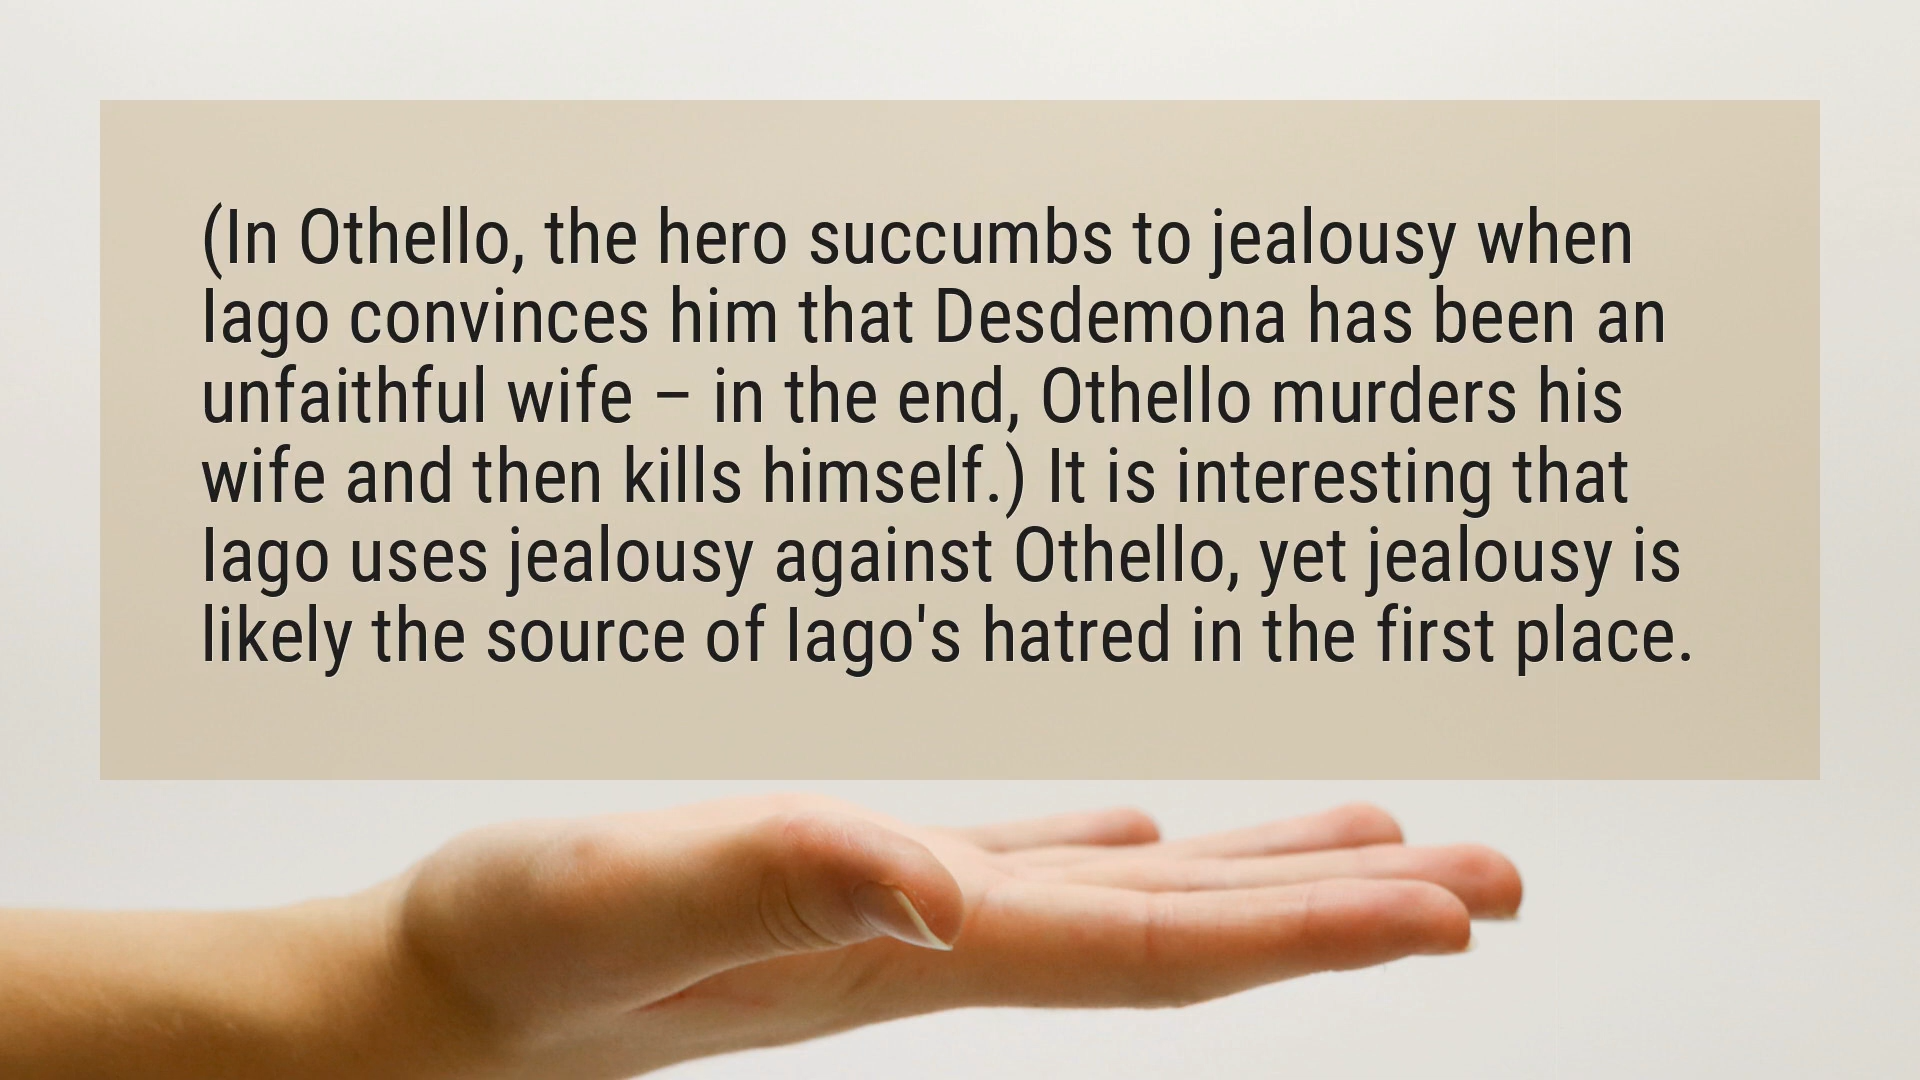 (In Othello, the hero succumbs to jealousy when
Iago convinces him that Desdemona has been an
unfaithful wife – in the end, Othello murders his
wife and then kills himself.) It is interesting that
Iago uses jealousy against Othello, yet jealousy is
likely the source of Iago's hatred in the first place.